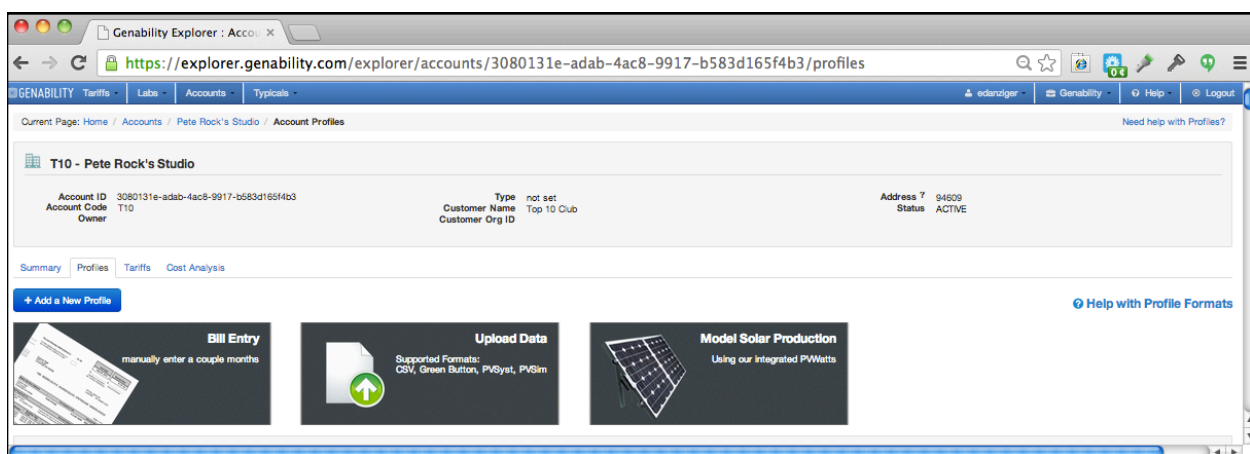 Genability Explorer : Accou ×
https://explorer.genability.com/explorer/accounts/3080131e-adab-4ac8-9917-b583d165f4b3/profiles
GENABILITY Tariffs Labs Accounts Typicals edanziger Genability Help Logout
Current Page: Home / Accounts / Pete Rock's Studio / Account Profiles Need help with Profiles?
T10 - Pete Rock's Studio
Account ID 3080131e-adab-4ac8-9917-b583d165f4b3 Type not set Address ? 94609
Account Code T10 Customer Name Top 10 Club Status ACTIVE
Owner Customer Org ID
Summary Profiles Tariffs Cost Analysis
+ Add a New Profile Help with Profile Formats
Bill Entry
manually enter a couple months
Upload Data
Supported Formats:
CSV, Green Button, PVSyst, PVSim
Model Solar Production
Using our integrated PVWatts